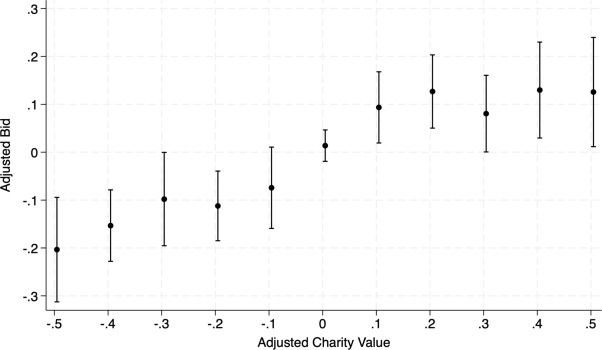 .3
.2
.1
0
-.1
-.2
-.3
Adjusted Bid
-.5 -.4 -.3 -.2 -.1 0 .1 .2 .3 .4 .5
Adjusted Charity Value